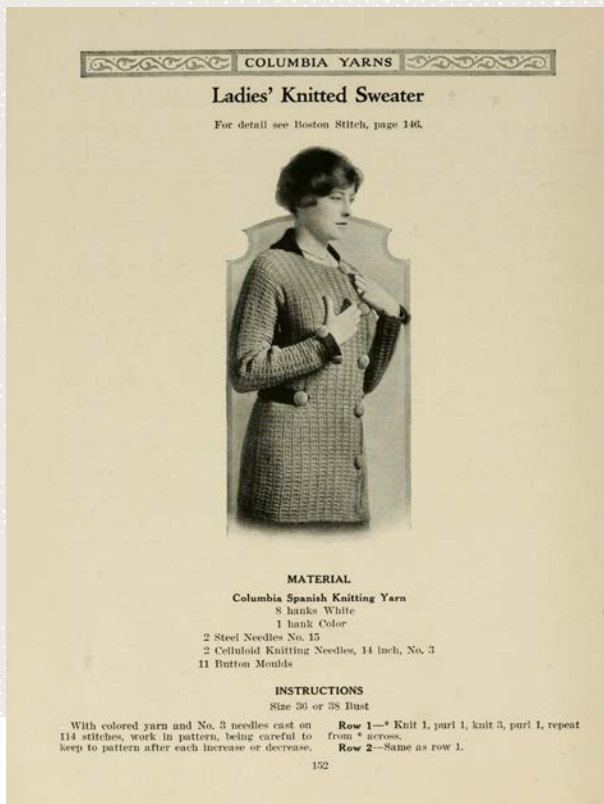 COLUMBIA YARNS
Ladies' Knitted Sweater
For detail see Boston Stitch, page 146.
MATERIAL
Columbia Spanish Knitting Yarn
8 hanks White
1 hank Color
2 Steel Needles No. 15
2 Celluloid Knitting Needles, 14 inch, No. 3
11 Button Moulds
INSTRUCTIONS
Size 36 or 38 Bust
With colored yarn and No. 3 needles cast on
114 stitches, work in pattern, being careful to
keep to pattern after each increase or decrease.
Row 1—* Knit 1, purl 1, knit 3, purl 1, repeat
from * across.
Row 2—Same as row 1.
152